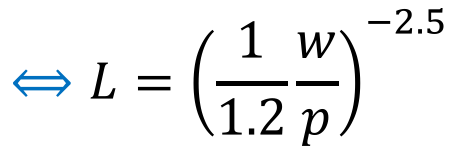 ⟺ L = (1/1.2 w/p)^−2.5